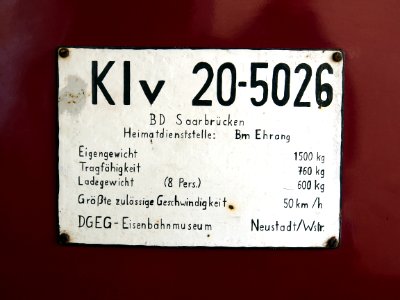 Klv 20-5026
BD Saarbrücken
Heimatdienststelle: Bm Ehrang
Eigengewicht 1500 kg
Tragfähigkeit 760 kg
Ladegewicht (8 Pers.) 600 kg
Größte zulössige Geschwindigkeit 50 km/h
DGEG-Eisenbahnmuseum Neustadt/Wstr.